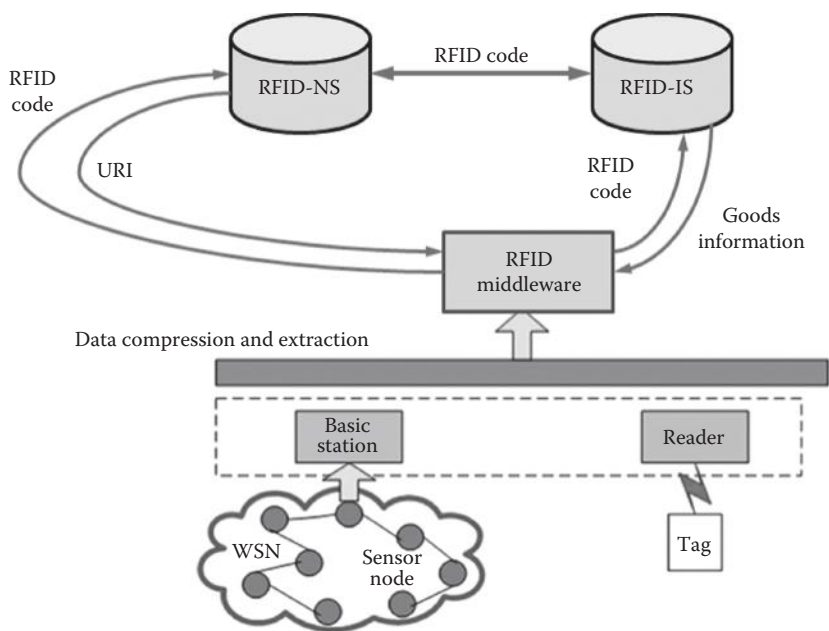 RFID code
RFID
code
RFID-NS
RFID-IS
URI
RFID
code
Goods
information
RFID
middleware
Data compression and extraction
Basic
station
Reader
WSN
Sensor
node
Tag